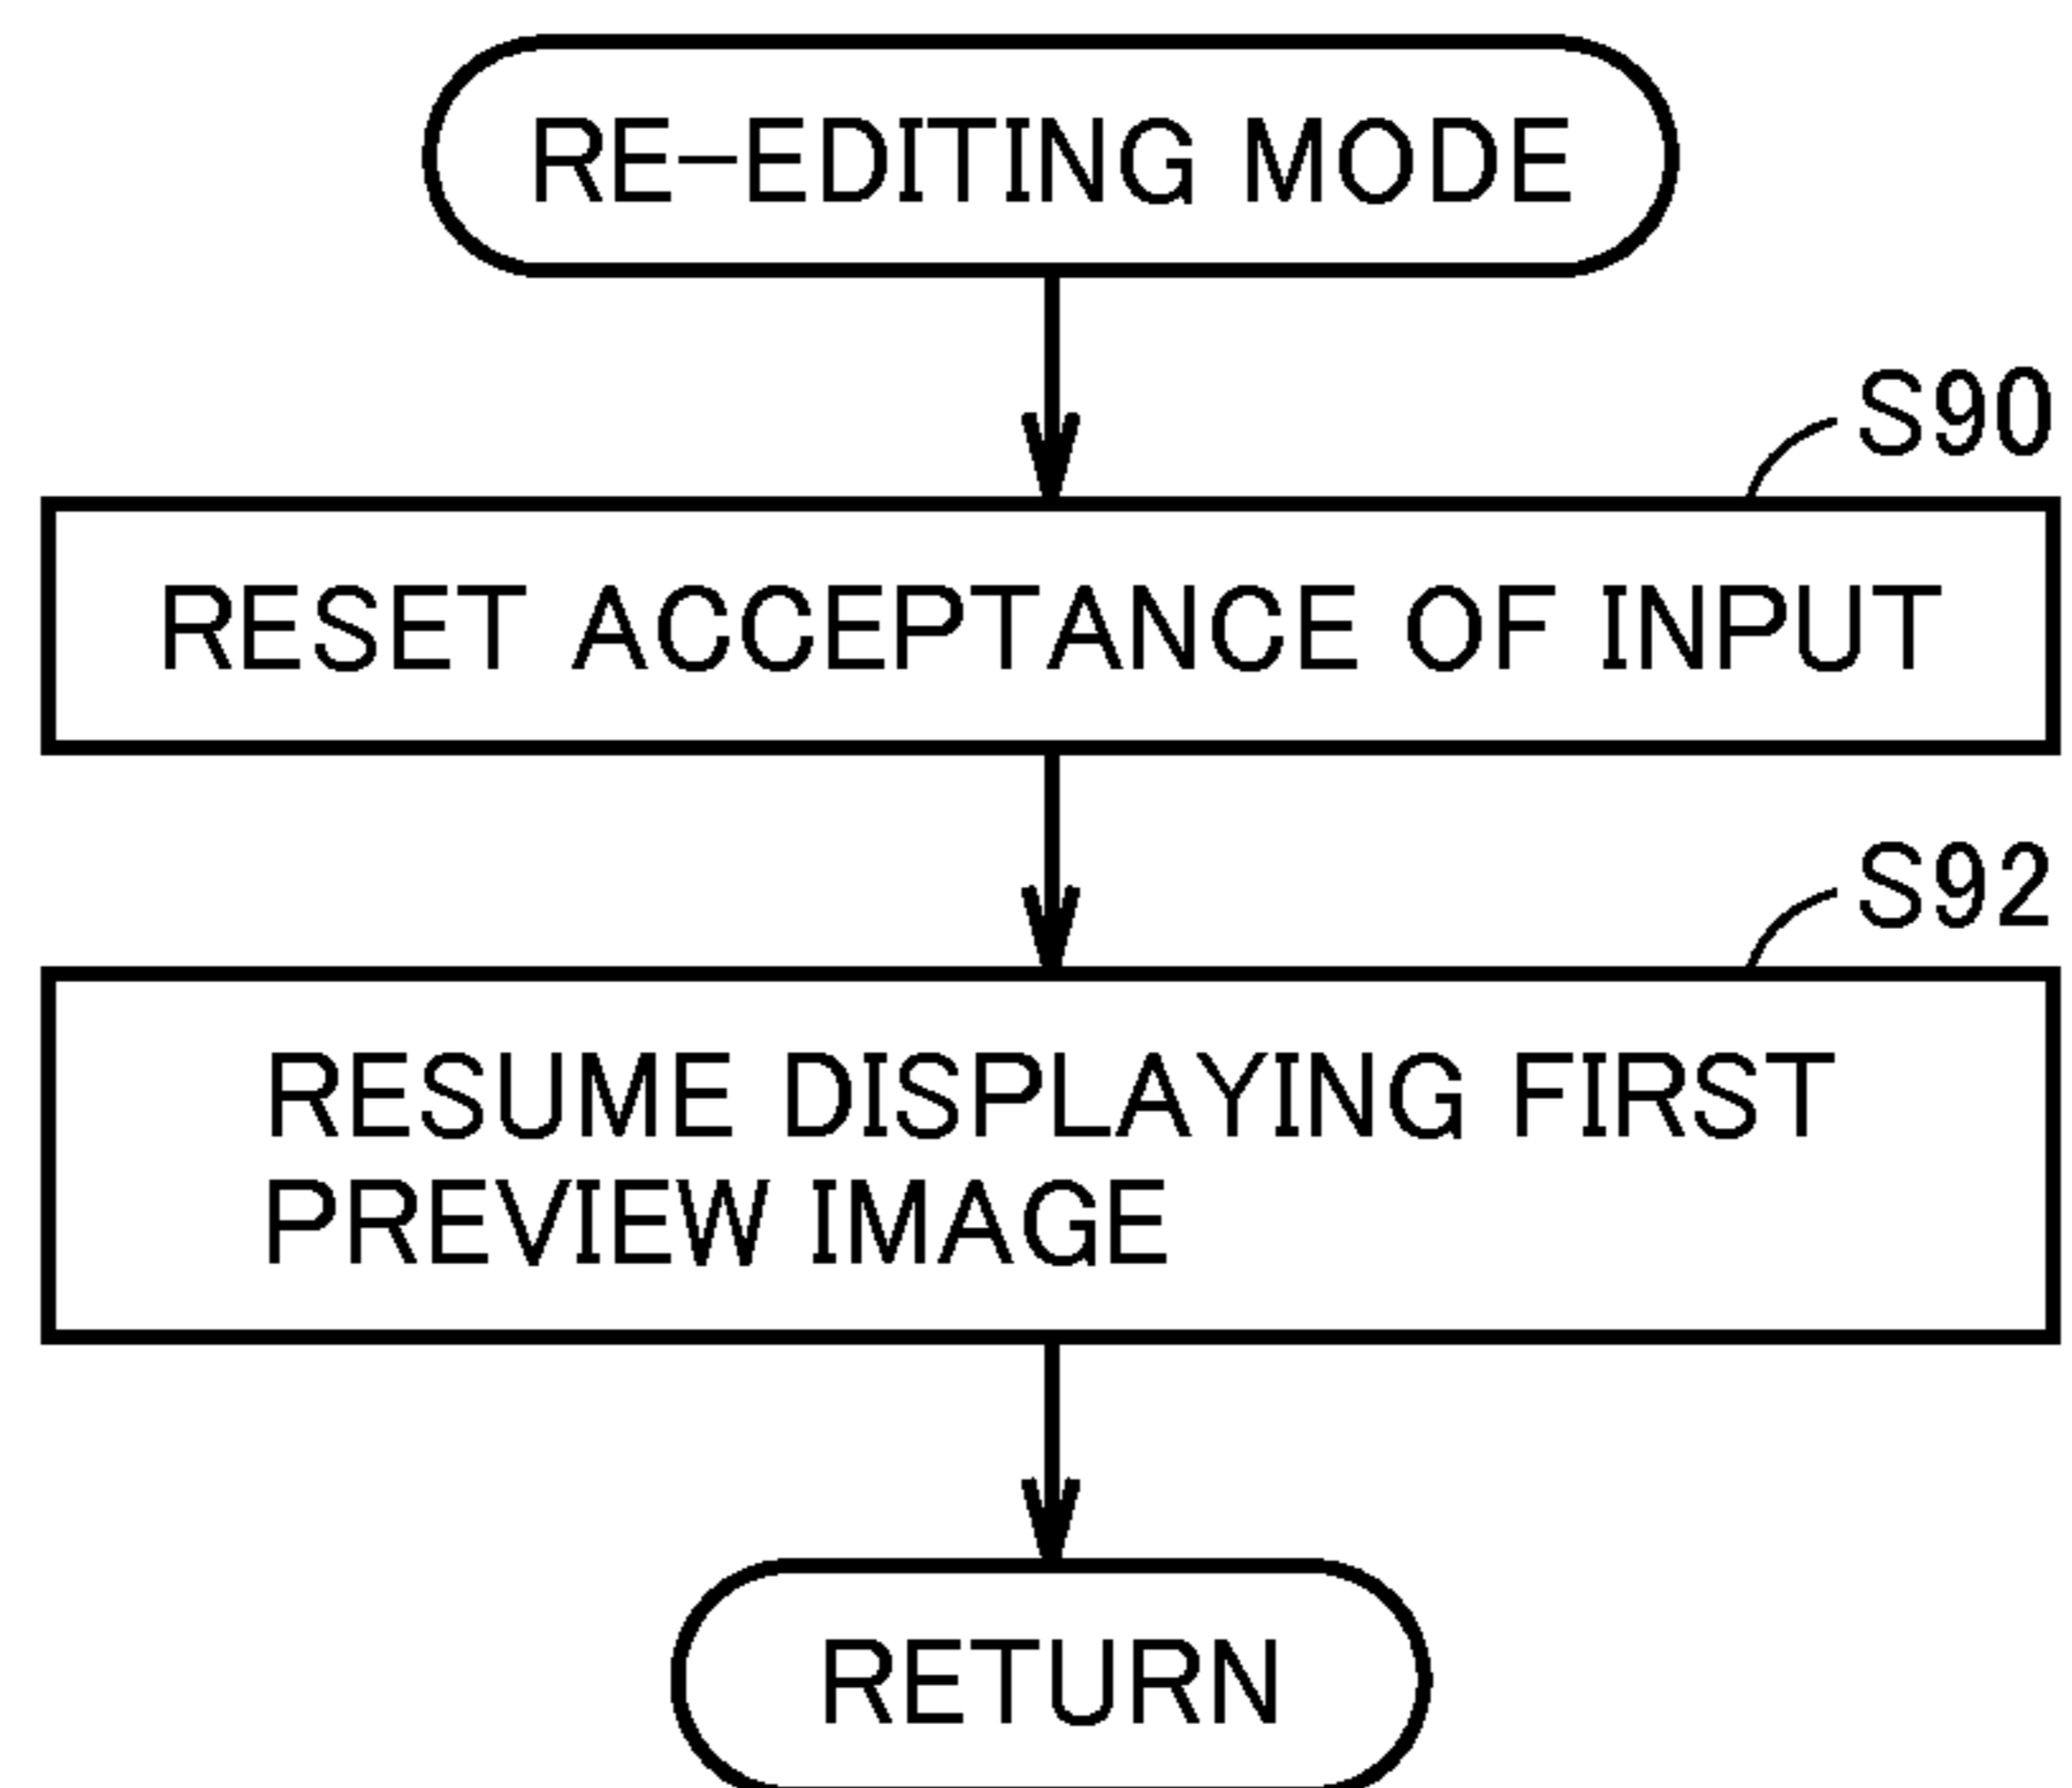 RE-EDITING MODE
S90
RESET ACCEPTANCE OF INPUT
S92
RESUME DISPLAYING FIRST
PREVIEW IMAGE
RETURN